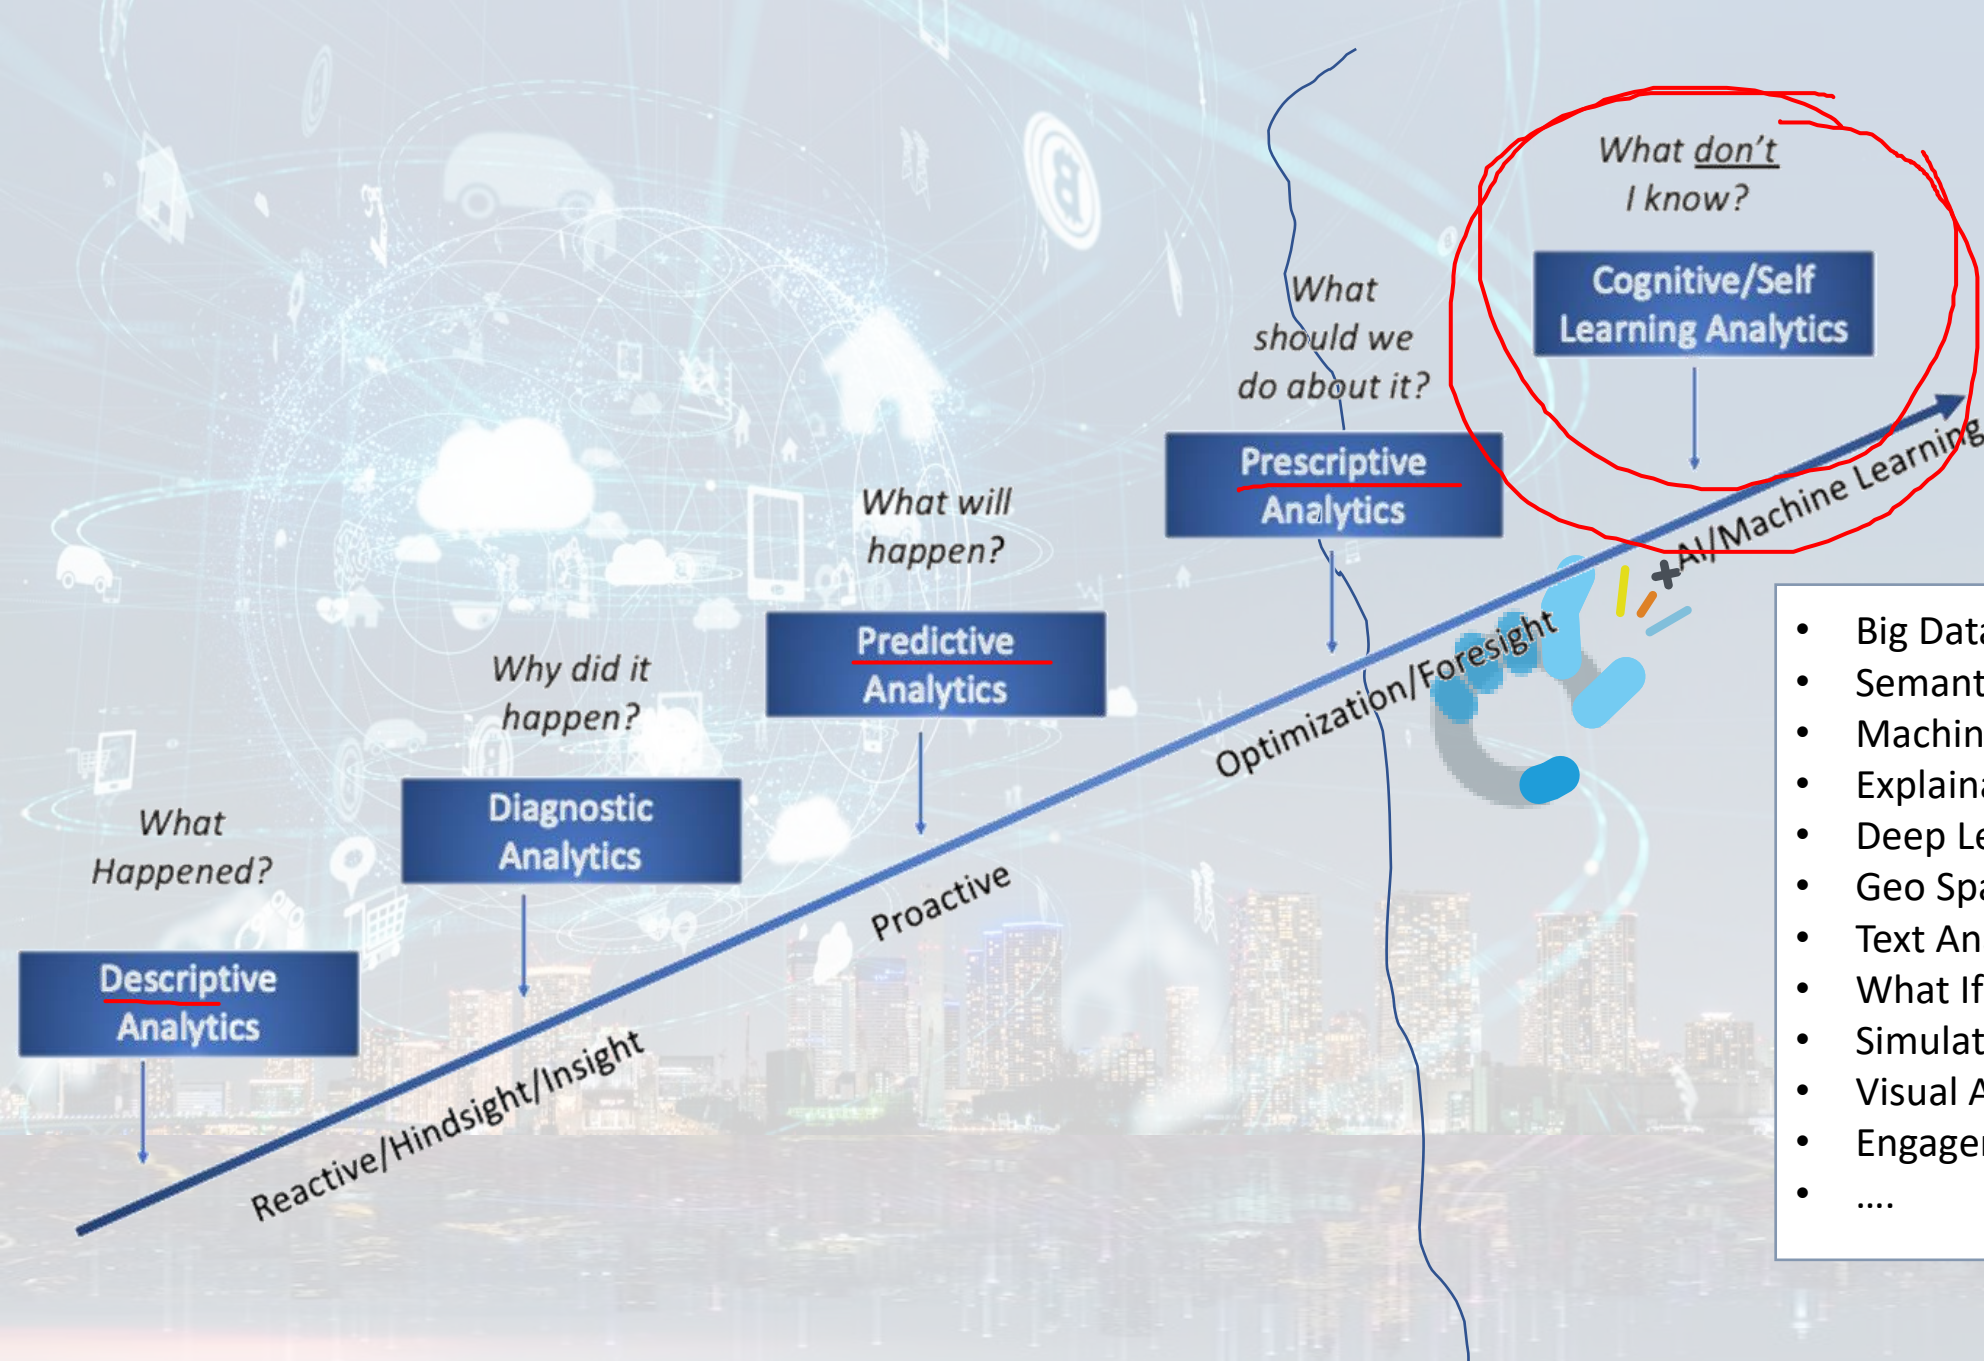 What
Happened?
Descriptive
Analytics
Why did it
happen?
Diagnostic
Analytics
What will
happen?
Predictive
Analytics
What
should we
do about it?
Prescriptive
Analytics
What don't
I know?
Cognitive/Self
Learning Analytics
Reactive/Hindsight/Insight
Proactive
Optimization/Foresight
AI/Machine Learning
• Big Data
• Semant
• Machin
• Explaina
• Deep Le
• Geo Spa
• Text An
• What If
• Simulat
• Visual A
• Engage
• ....